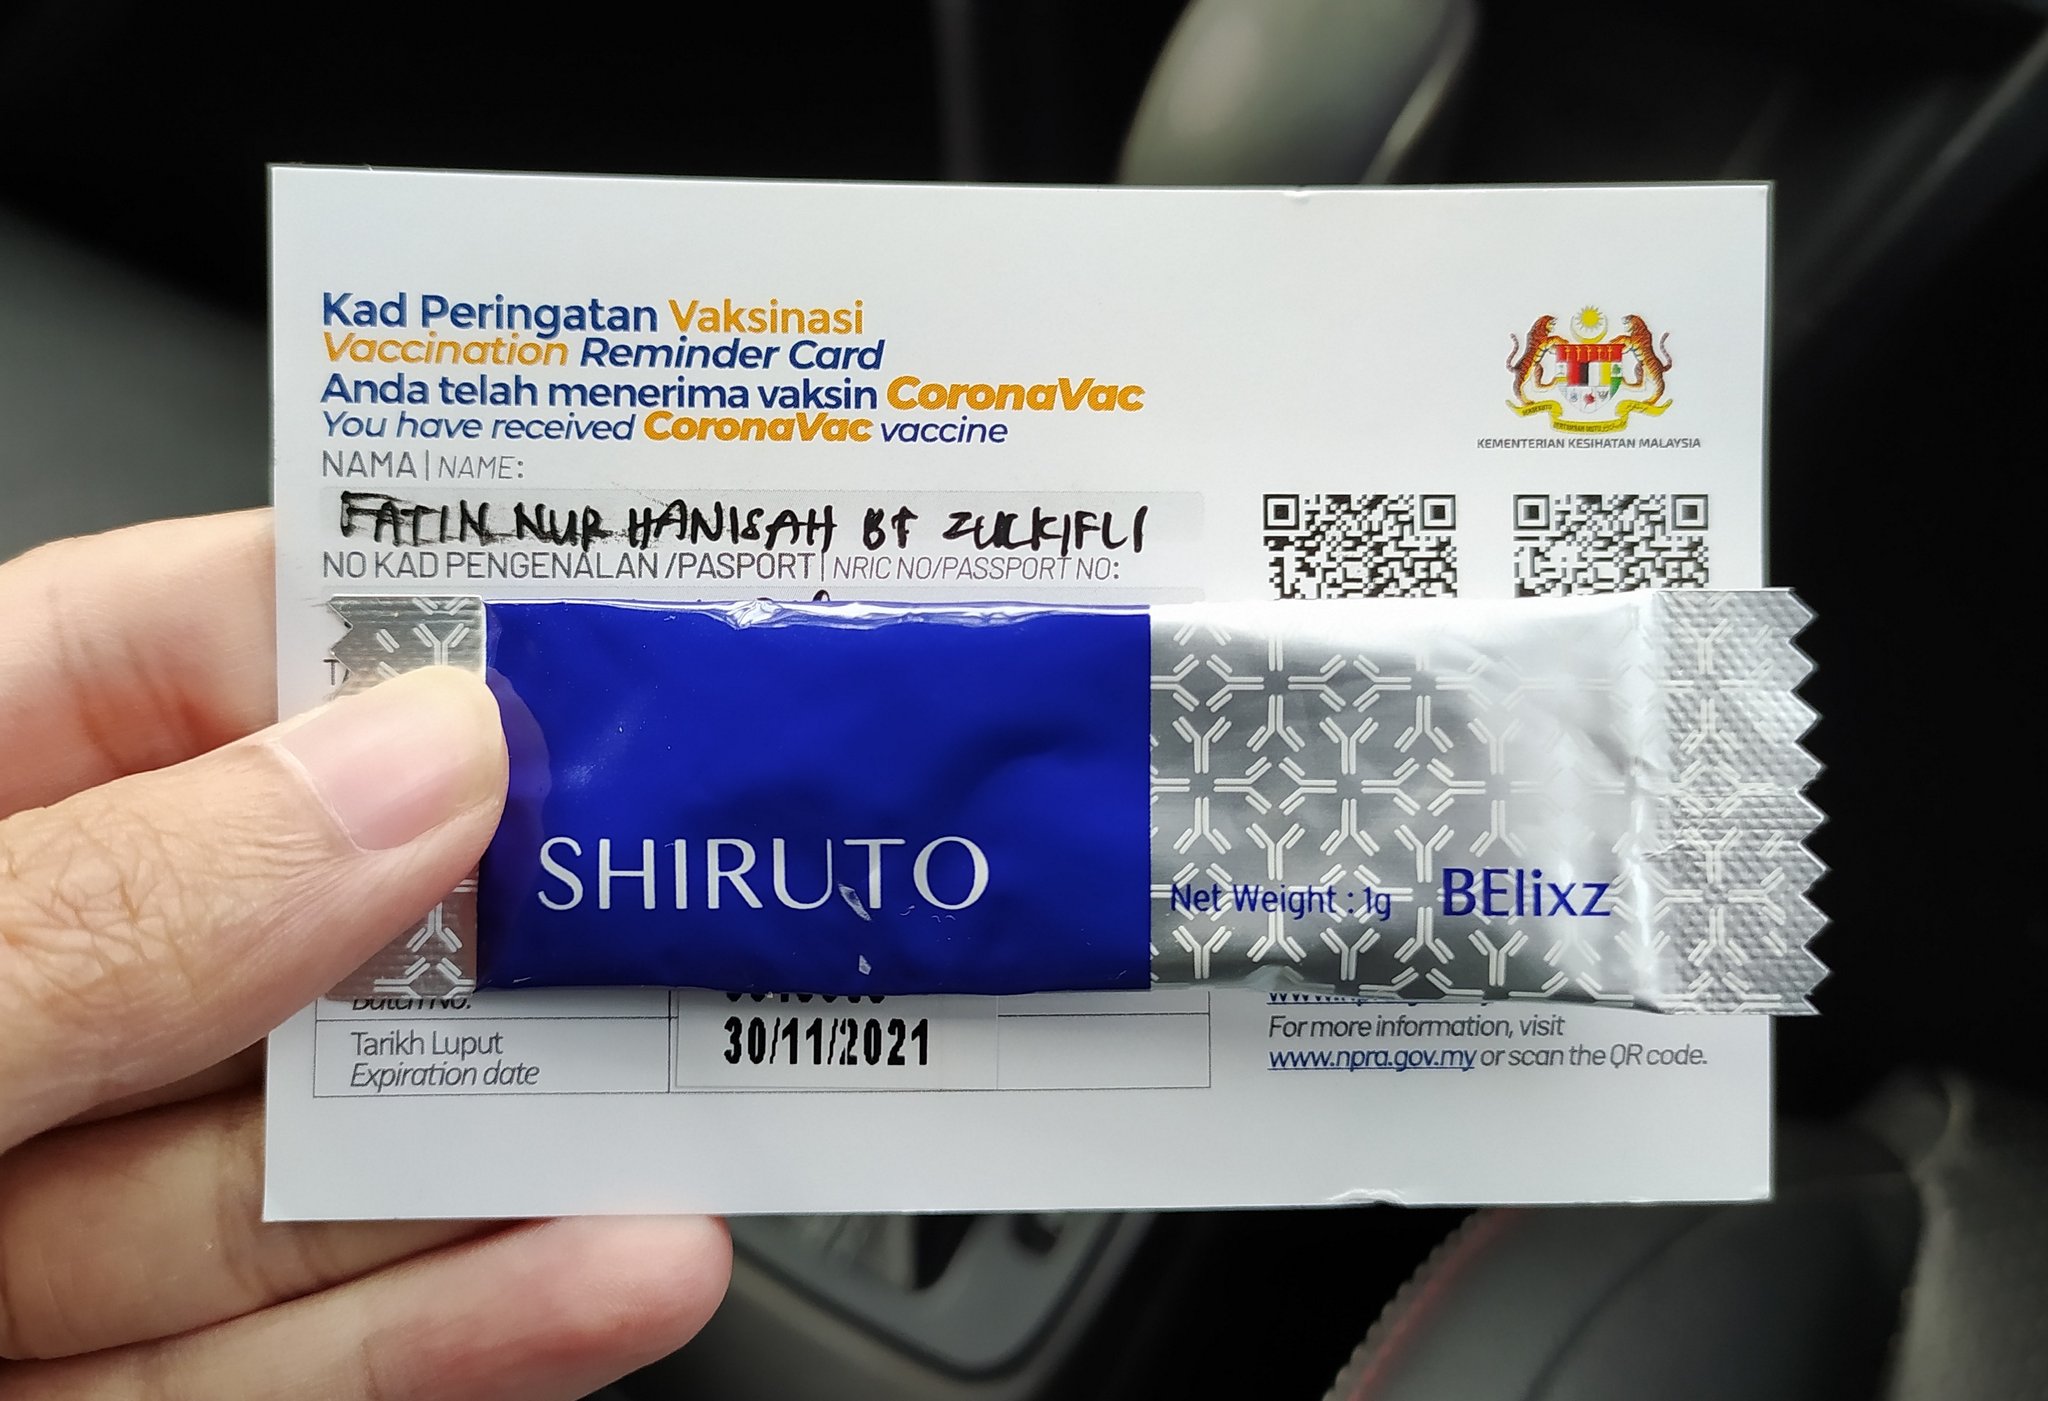 Kad Peringatan Vaksinasi
Vaccination Reminder Card
Anda telah menerima vaksin CoronaVac
You have received CoronaVac vaccine
KEMENTERIAN KESIHATAN MALAYSIA
NAMA | NAME:
FATIN NUR HANISAH BT ZULKIFLI
NO KAD PENGENALAN /PASPORT | NRIC NO/PASSPORT NO:
SHIRUTO
Net Weight : 1g
BElixz
Batch No.
Tarikh Luput
Expiration date
30/11/2021
For more information, visit
www.npra.gov.my or scan the QR code.